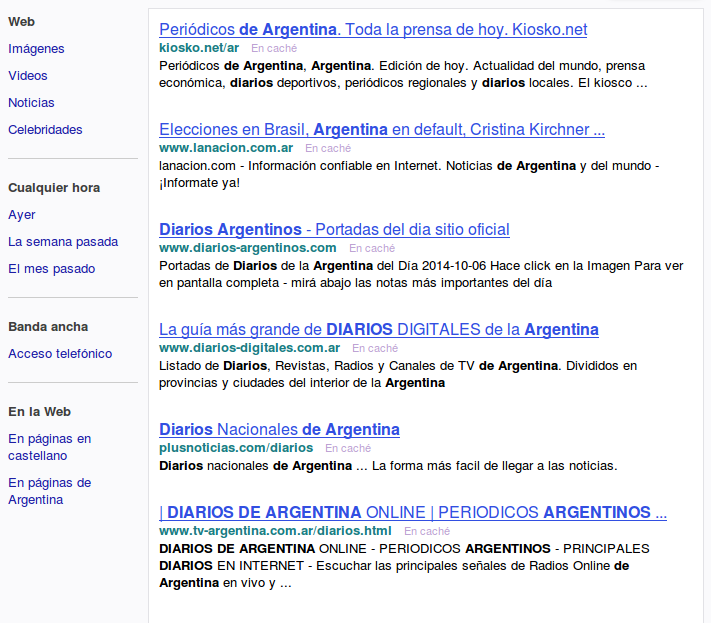 Web
Imágenes
Videos
Noticias
Celebridades
Cualquier hora
Ayer
La semana pasada
El mes pasado
Banda ancha
Acceso telefónico
En la Web
En páginas en
castellano
En páginas de
Argentina
Periódicos de Argentina. Toda la prensa de hoy. Kiosko.net
kiosko.net/ar En caché
Periódicos de Argentina, Argentina. Edición de hoy. Actualidad del mundo, prensa
económica, diarios deportivos, periódicos regionales y diarios locales. El kiosco ...
Elecciones en Brasil, Argentina en default, Cristina Kirchner ...
www.lanacion.com.ar En caché
lanacion.com - Información confiable en Internet. Noticias de Argentina y del mundo -
¡Informate ya!
Diarios Argentinos - Portadas del dia sitio oficial
www.diarios-argentinos.com En caché
Portadas de Diarios de la Argentina del Día 2014-10-06 Hace click en la Imagen Para ver
en pantalla completa - mirá abajo las notas más importantes del día
La guía más grande de DIARIOS DIGITALES de la Argentina
www.diarios-digitales.com.ar En caché
Listado de Diarios, Revistas, Radios y Canales de TV de Argentina. Divididos en
provincias y ciudades del interior de la Argentina
Diarios Nacionales de Argentina
plusnoticias.com/diarios En caché
Diarios nacionales de Argentina ... La forma más facil de llegar a las noticias.
| DIARIOS DE ARGENTINA ONLINE | PERIODICOS ARGENTINOS ...
www.tv-argentina.com.ar/diarios.html En caché
DIARIOS DE ARGENTINA ONLINE - PERIODICOS ARGENTINOS - PRINCIPALES
DIARIOS EN INTERNET - Escuchar las principales señales de Radios Online de
Argentina en vivo y ...